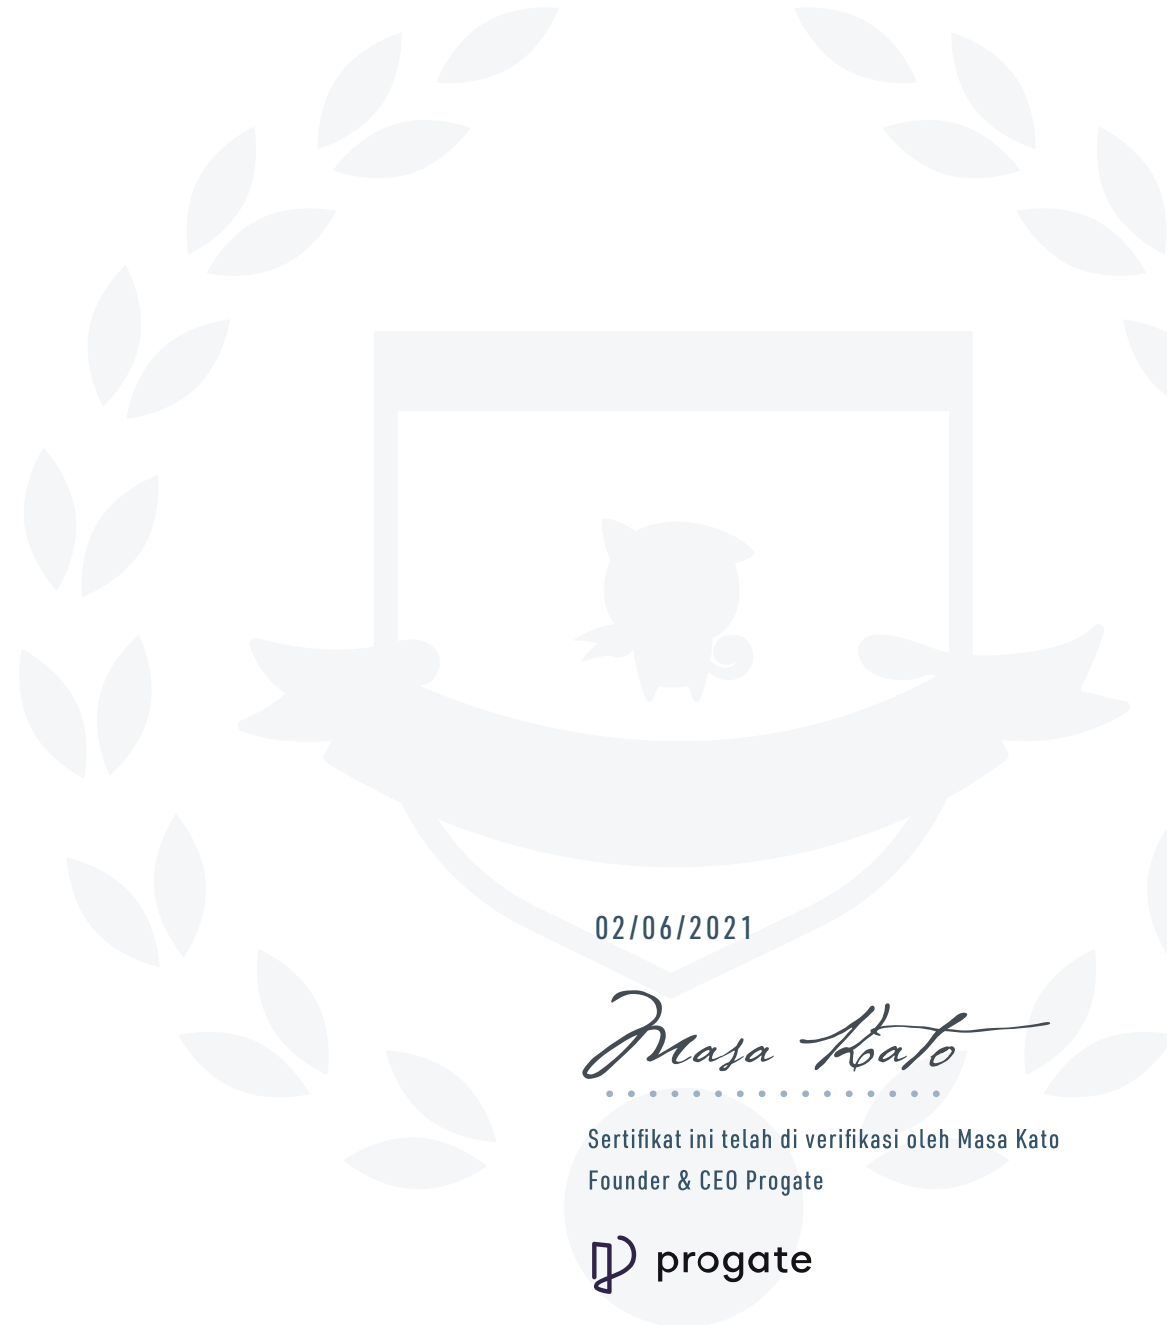 02/06/2021
Masa Kato
Sertifikat ini telah di verifikasi oleh Masa Kato
Founder & CEO Progate
progate